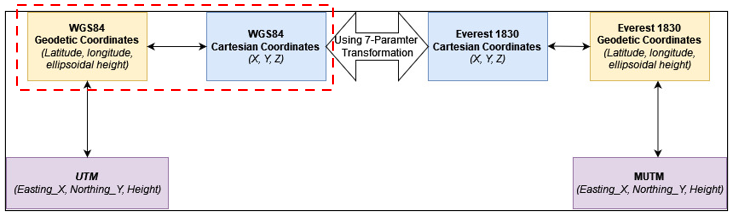 WGS84
Geodetic Coordinates
(Latitude, longitude,
ellipsoidal height)
WGS84
Cartesian Coordinates
(X, Y, Z)
Using 7-Paramter
Transformation
Everest 1830
Cartesian Coordinates
(X, Y, Z)
Everest 1830
Geodetic Coordinates
(Latitude, longitude,
ellipsoidal height)
UTM
(Easting_X, Northing_Y, Height)
MUTM
(Easting_X, Northing_Y, Height)